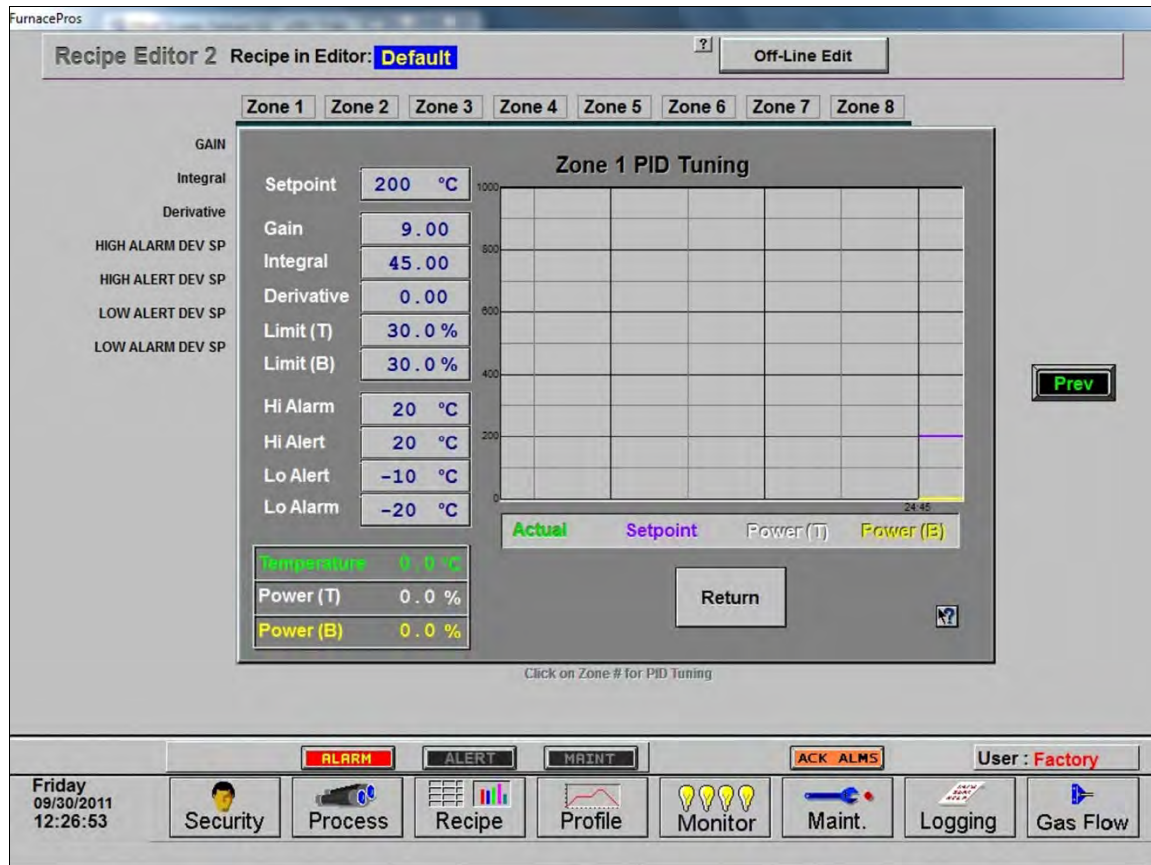 FurnacePros
Recipe Editor 2 Recipe in Editor: Default ? Off-Line Edit
Zone 1 Zone 2 Zone 3 Zone 4 Zone 5 Zone 6 Zone 7 Zone 8
GAIN
Integral
Derivative
HIGH ALARM DEV SP
HIGH ALERT DEV SP
LOW ALERT DEV SP
LOW ALARM DEV SP
Setpoint 200 °C
Gain 9.00
Integral 45.00
Derivative 0.00
Limit (T) 30.0 %
Limit (B) 30.0 %
Hi Alarm 20 °C
Hi Alert 20 °C
Lo Alert -10 °C
Lo Alarm -20 °C
Temperature 0.0 °C
Power (T) 0.0 %
Power (B) 0.0 %
Zone 1 PID Tuning
1000
800
600
400
200
0
24:45
Actual Setpoint Power (T) Power (B)
Return
?
Prev
Click on Zone # for PID Tuning
ALARM ALERT MAINT ACK ALMS User : Factory
Friday
09/30/2011
12:26:53
Security Process Recipe Profile Monitor Maint. Logging Gas Flow